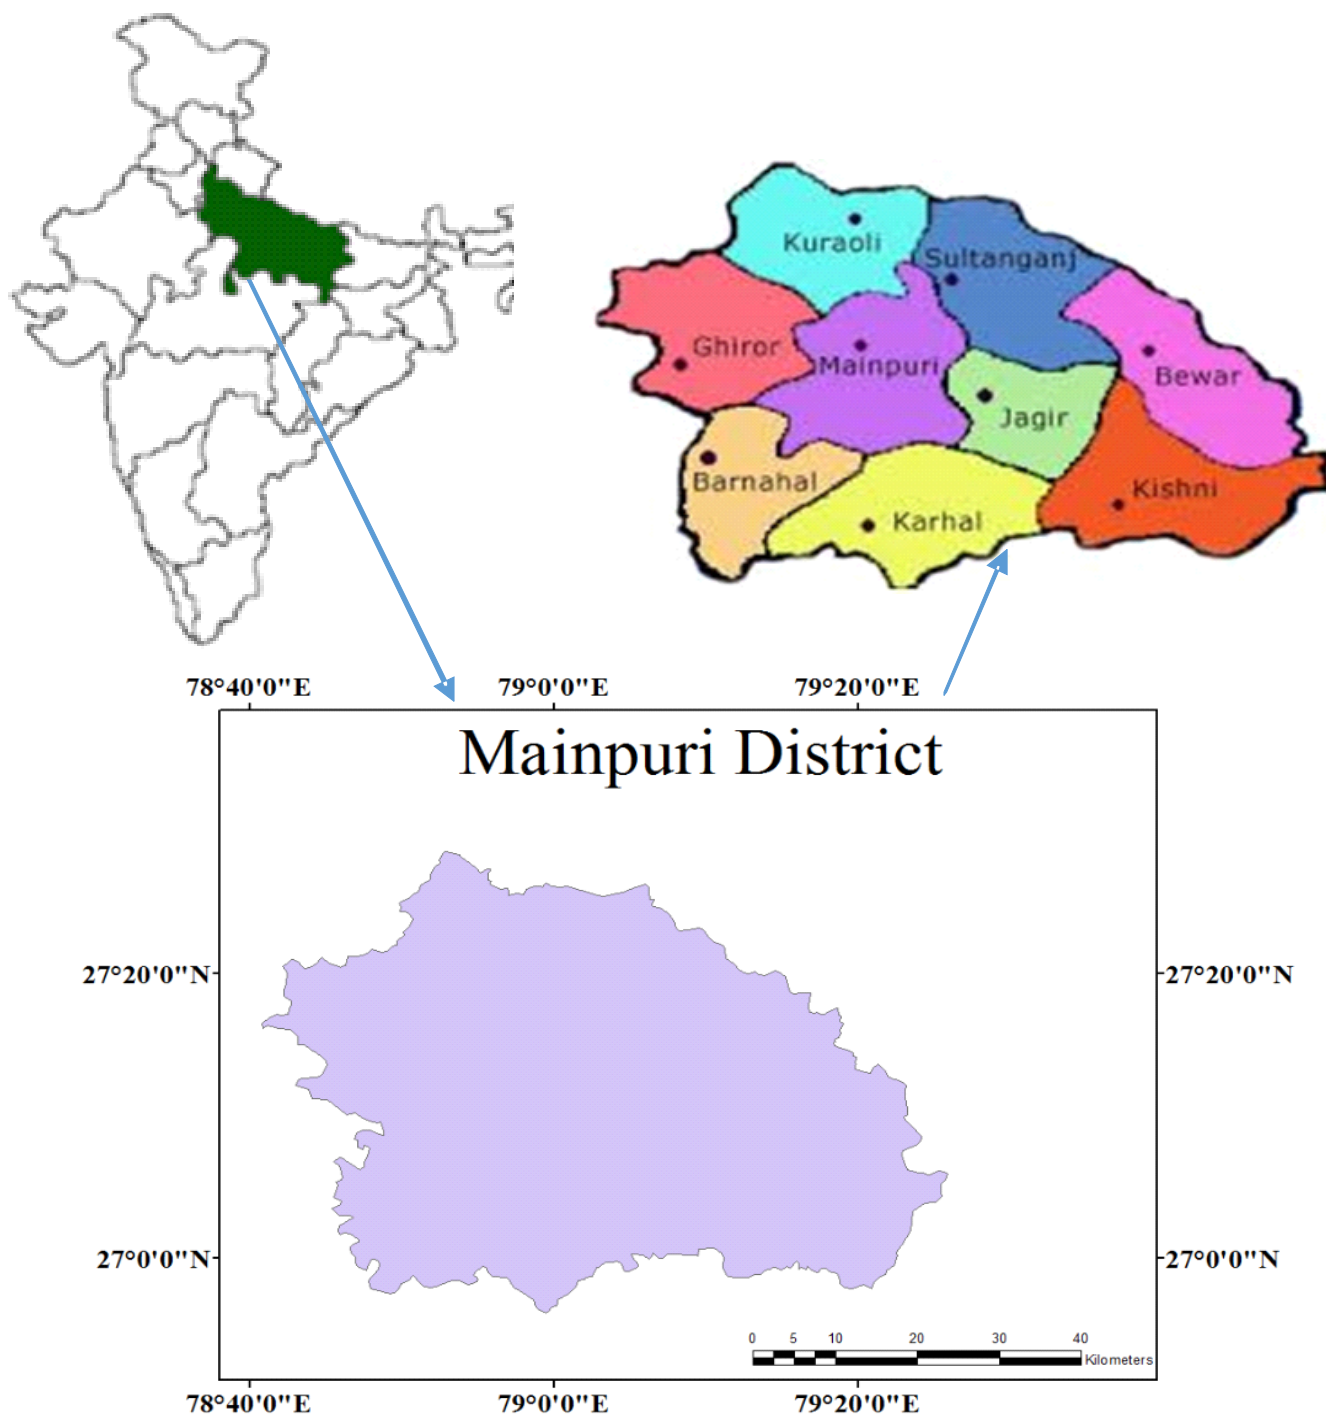 Kuraoli
Sultanganj
Ghiror
Mainpuri
Bewar
Jagir
Barnahal
Kishni
Karhal
78°40'0"E 79°0'0"E 79°20'0"E
Mainpuri District
27°20'0"N 27°20'0"N
27°0'0"N 27°0'0"N
0 5 10 20 30 40
Kilometers
78°40'0"E 79°0'0"E 79°20'0"E